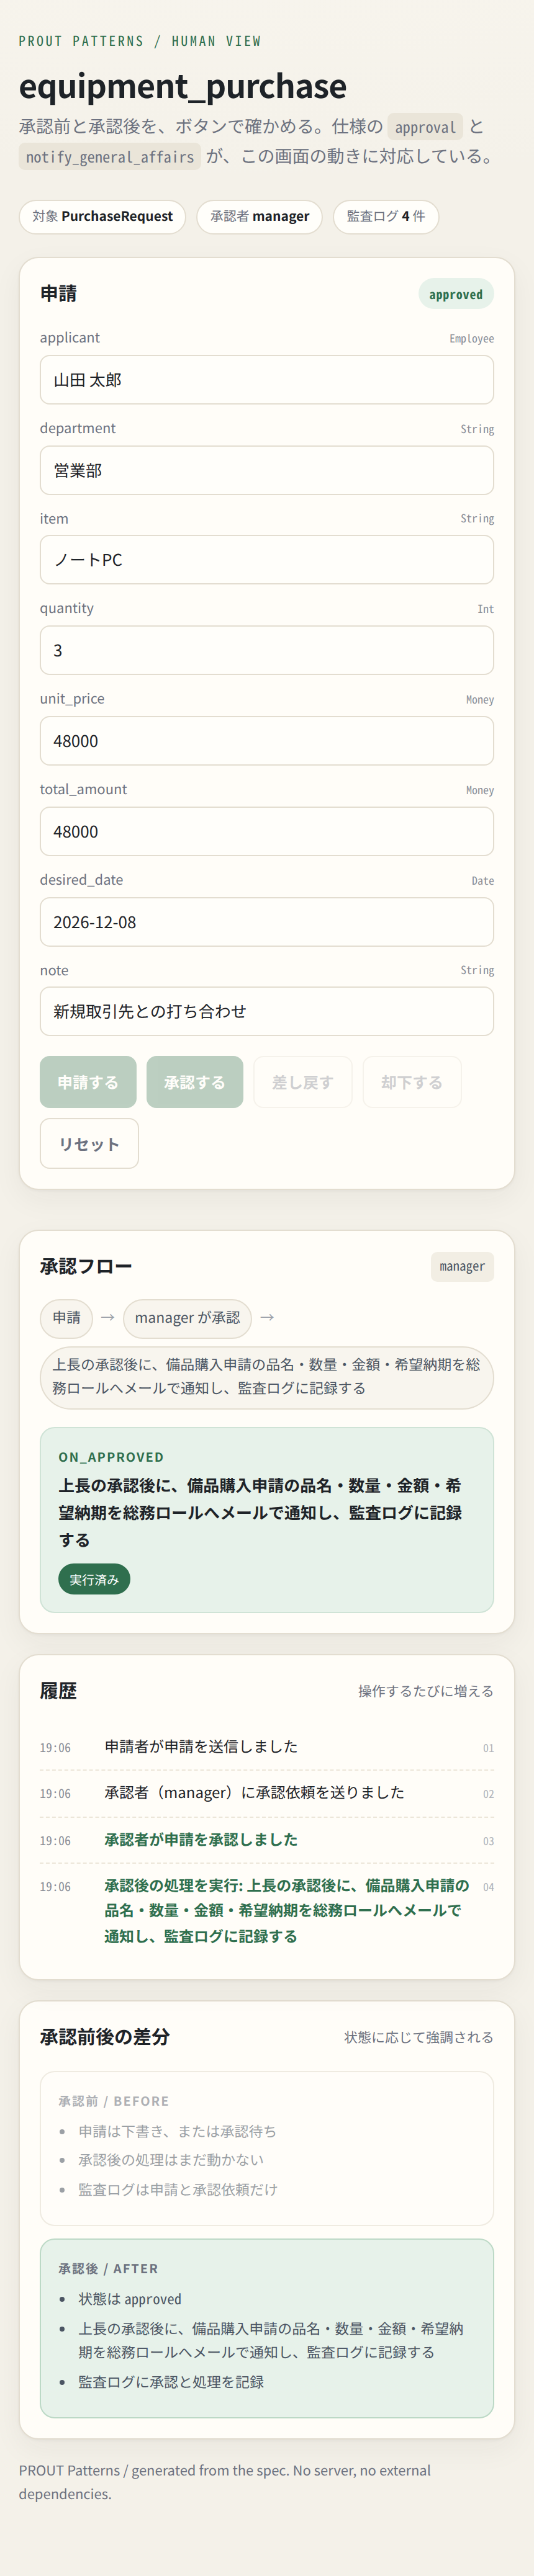 PROUT PATTERNS / HUMAN VIEW
equipment_purchase
承認前と承認後を、ボタンで確かめる。仕様の approval と
notify_general_affairs が、この画面の動きに対応している。
対象 PurchaseRequest 承認者 manager 監査ログ 4 件
申請 approved
applicant Employee
山田 太郎
department String
営業部
item String
ノートPC
quantity Int
3
unit_price Money
48000
total_amount Money
48000
desired_date Date
2026-12-08
note String
新規取引先との打ち合わせ
申請する 承認する 差し戻す 却下する
リセット
承認フロー manager
申請 → manager が承認 →
上長の承認後に、備品購入申請の品名・数量・金額・希望納期を総
務ロールへメールで通知し、監査ログに記録する
ON_APPROVED
上長の承認後に、備品購入申請の品名・数量・金額・希
望納期を総務ロールへメールで通知し、監査ログに記録
する
実行済み
履歴 操作するたびに増える
19:06 申請者が申請を送信しました 01
19:06 承認者（manager）に承認依頼を送りました 02
19:06 承認者が申請を承認しました 03
19:06 承認後の処理を実行: 上長の承認後に、備品購入申請の 04
品名・数量・金額・希望納期を総務ロールへメールで
通知し、監査ログに記録する
承認前後の差分 状態に応じて強調される
承認前 / BEFORE
• 申請は下書き、または承認待ち
• 承認後の処理はまだ動かない
• 監査ログは申請と承認依頼だけ
承認後 / AFTER
• 状態は approved
• 上長の承認後に、備品購入申請の品名・数量・金額・希望納
期を総務ロールへメールで通知し、監査ログに記録する
• 監査ログに承認と処理を記録
PROUT Patterns / generated from the spec. No server, no external
dependencies.